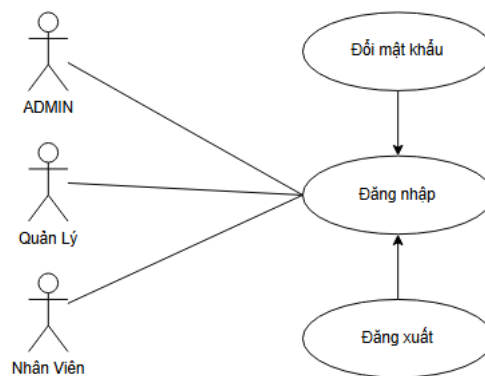 Đổi mật khẩu
ADMIN
Đăng nhập
Quản Lý
Đăng xuất
Nhân Viên